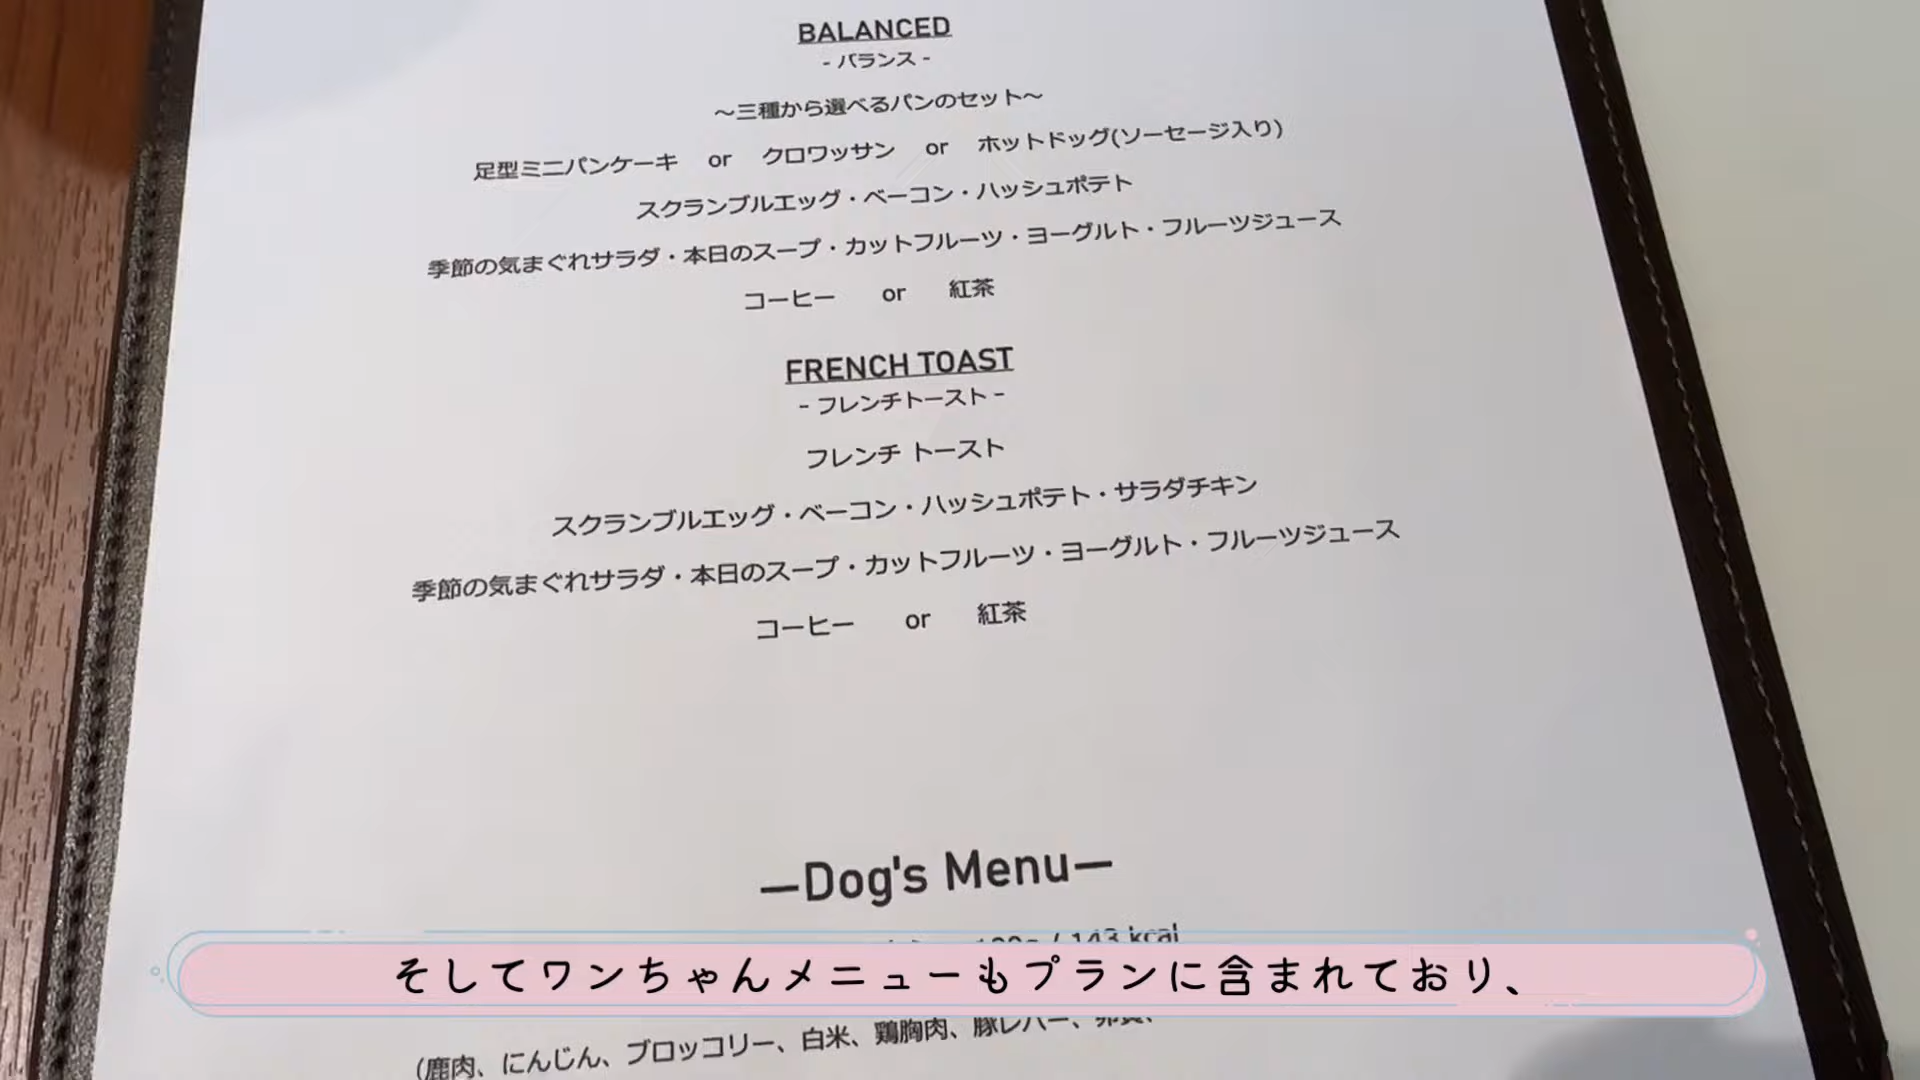 BALANCED
- バランス -
～三種から選べるパンのセット～
足型ミニパンケーキ or クロワッサン or ホットドッグ(ソーセージ入り)
スクランブルエッグ・ベーコン・ハッシュポテト
季節の気まぐれサラダ・本日のスープ・カットフルーツ・ヨーグルト・フルーツジュース
コーヒー or 紅茶
FRENCH TOAST
- フレンチトースト -
フレンチ トースト
スクランブルエッグ・ベーコン・ハッシュポテト・サラダチキン
季節の気まぐれサラダ・本日のスープ・カットフルーツ・ヨーグルト・フルーツジュース
コーヒー or 紅茶
—Dog's Menu—
/ 143 kcal
そしてワンちゃんメニューもプランに含まれており、
(鹿肉、にんじん、ブロッコリー、白米、鶏胸肉、豚レバー、